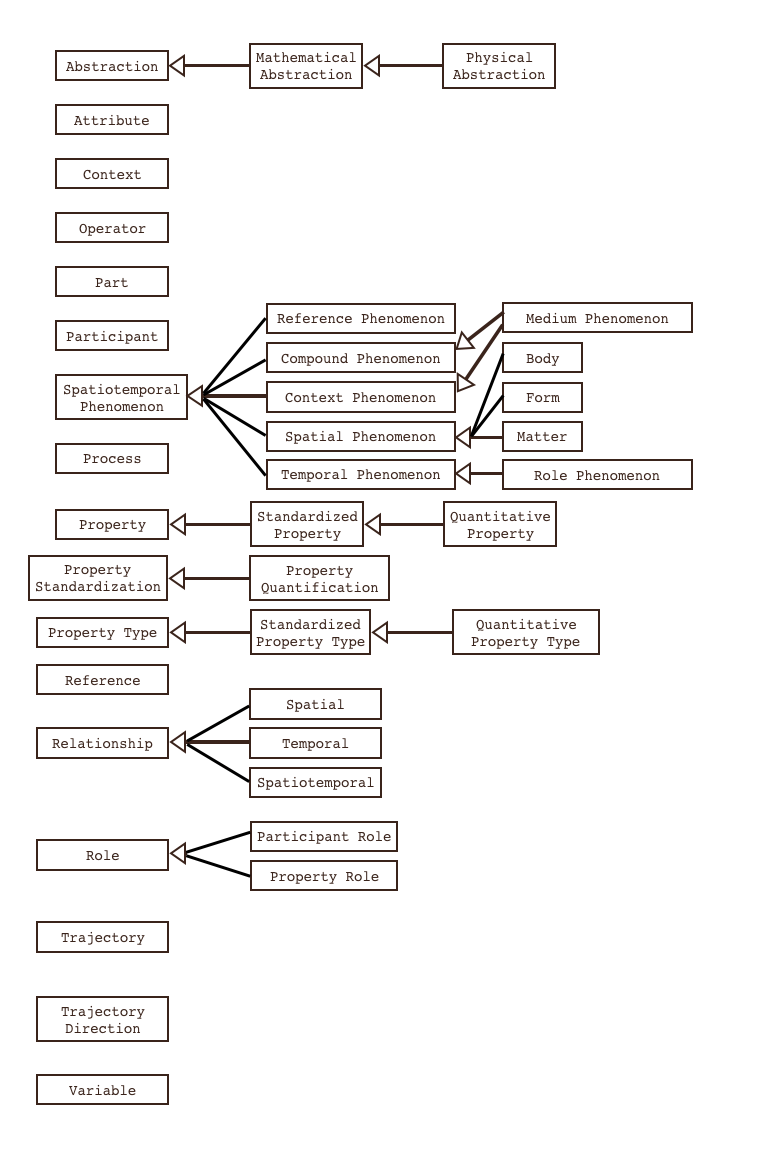 Abstraction
Mathematical
Abstraction
Physical
Abstraction
Attribute
Context
Operator
Part
Participant
Spatiotemporal
Phenomenon
Reference Phenomenon
Compound Phenomenon
Context Phenomenon
Spatial Phenomenon
Temporal Phenomenon
Medium Phenomenon
Body
Form
Matter
Role Phenomenon
Process
Property
Standardized
Property
Quantitative
Property
Property
Standardization
Property
Quantification
Property Type
Standardized
Property Type
Quantitative
Property Type
Reference
Relationship
Spatial
Temporal
Spatiotemporal
Role
Participant Role
Property Role
Trajectory
Trajectory
Direction
Variable